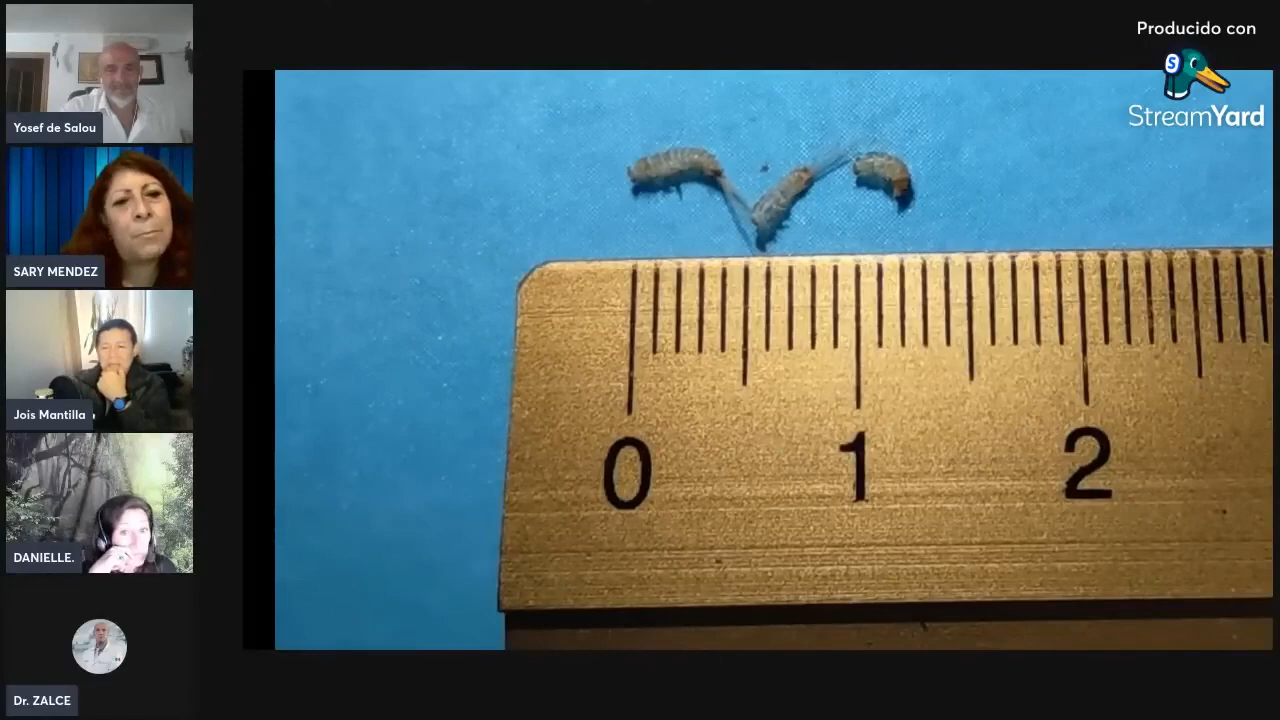 Producido con
StreamYard
Yosef de Salou
SARY MENDEZ
Jois Mantilla
DANIELLE.
Dr. ZALCE
0 1 2